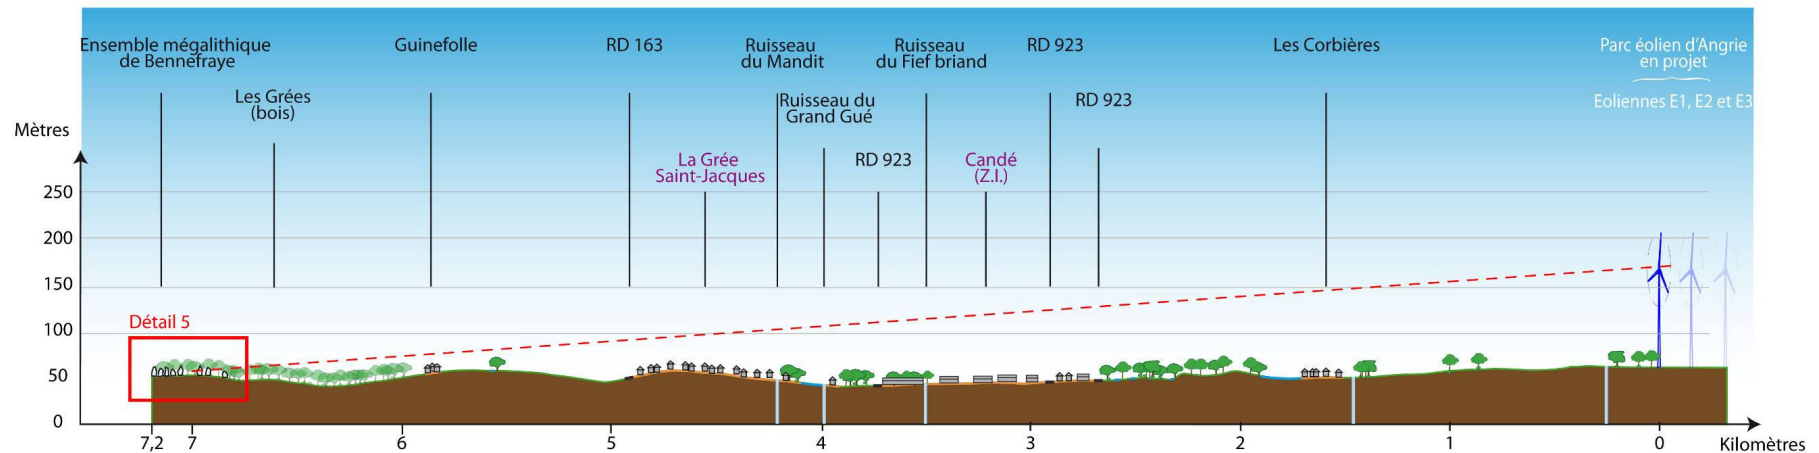 Ensemble mégalithique
de Bennefraye
Guinefolle
RD 163
Ruisseau
du Mandit
Ruisseau
du Fief briand
RD 923
Les Corbières
Parc éolien d'Angrie
en projet
Les Grées
(bois)
Ruisseau du
Grand Gué
RD 923
Eoliennes E1, E2 et E3
Mètres
La Grée
Saint-Jacques
RD 923
Candé
(Z.I.)
250
200
150
100
50
0
Détail 5
7,2
7
6
5
4
3
2
1
0
Kilomètres